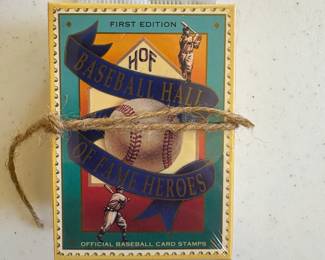 FIRST EDITION
HOF
BASEBALL HALL
OF FAME HEROES
OFFICIAL BASEBALL CARD STAMPS